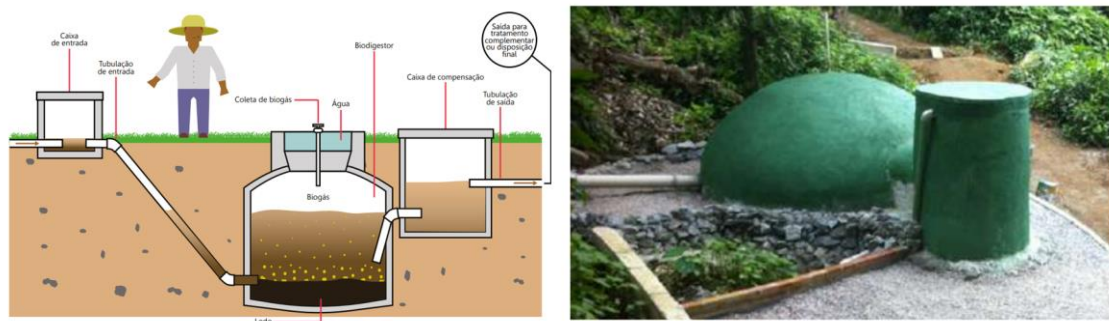 Caixa
de entrada
Tubulação
de entrada
Coleta de biogás
Água
Biodigestor
Caixa de compensação
Saída para
tratamento
complementar
ou disposição
final
Tubulação
de saída
Biogás